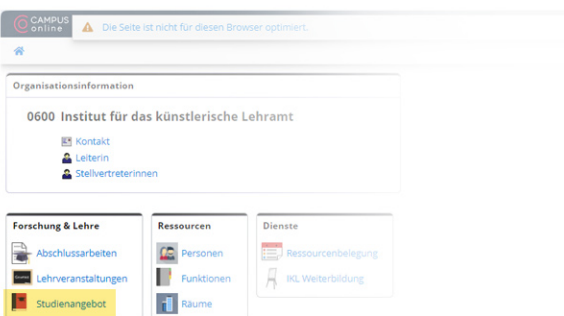 CAMPUS
online
Die Seite ist nicht für diesen Browser optimiert.
Organisationsinformation
0600 Institut für das künstlerische Lehramt
Kontakt
Leiterin
Stellvertreterinnen
Forschung & Lehre
Abschlussarbeiten
Lehrveranstaltungen
Studienangebot
Ressourcen
Personen
Funktionen
Räume
Dienste
Ressourcenbelegung
IKL Weiterbildung